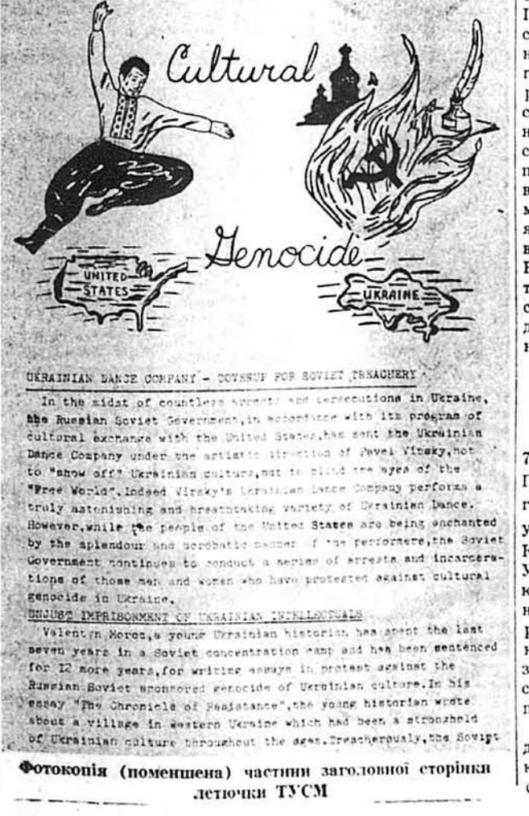 Cultural
Genocide
UNITED
STATES
UKRAINE
UKRAINIAN DANCE COMPANY - COVERUP FOR SOVIET TREACHERY
In the midst of countless arrests and persecutions in Ukraine,
the Russian Soviet Government,in accordance with its program of
cultural exchange with the United States,has sent the Ukrainian
Dance Company under the artistic direction of Pavel Virsky,not
to "show off" Ukrainian culture,but to blind the eyes of the
"Free World".Indeed Virsky's Ukrainian Dance Company performs a
truly astonishing and breathtaking variety of Ukrainian Dance.
However,while the people of the United States are being enchanted
by the splendour and acrobatic manner of the performers,the Soviet
Government continues to conduct a series of arrests and incarcera-
tions of those men and women who have protested against cultural
genocide in Ukraine.
UNJUST IMPRISONMENT OF UKRAINIAN INTELLECTUALS
Valentyn Moroz,a young Ukrainian historian has spent the last
seven years in a Soviet concentration camp and has been sentenced
for 12 more years,for writing essays in protest against the
Russian Soviet sponsored genocide of Ukrainian culture.In his
essay "The Chronicle of Resistance",the young historian wrote
about a village in Western Ukraine which had been a stronghold
of Ukrainian culture throughout the ages.Treacherously,the Soviet
Фотокопія (поменшена) частини заголовної сторінки
летючки ТУСМ